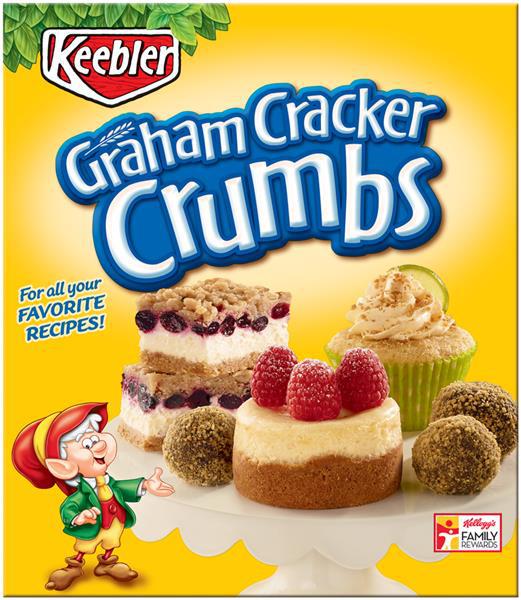 Keebler
Graham Cracker
Crumbs
For all your
FAVORITE
RECIPES!
Kellogg's
FAMILY
REWARDS